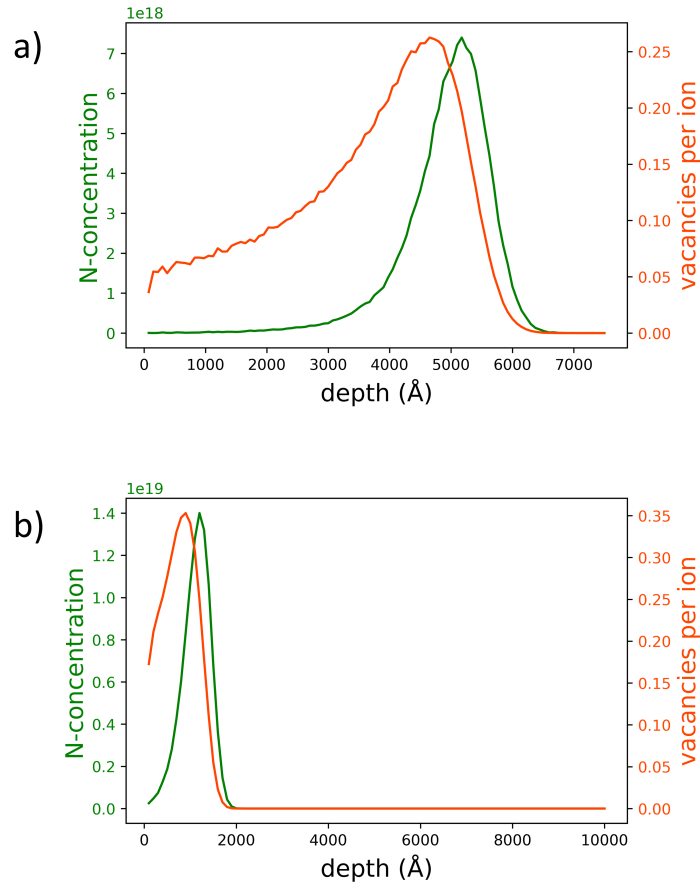 a)
1e18
7
6
5
4
3
2
1
0
N-concentration
0.25
0.20
0.15
0.10
0.05
0.00
vacancies per ion
0 1000 2000 3000 4000 5000 6000 7000
depth (Å)
b)
1e19
1.4
1.2
1.0
0.8
0.6
0.4
0.2
0.0
N-concentration
0.35
0.30
0.25
0.20
0.15
0.10
0.05
0.00
vacancies per ion
0 2000 4000 6000 8000 10000
depth (Å)